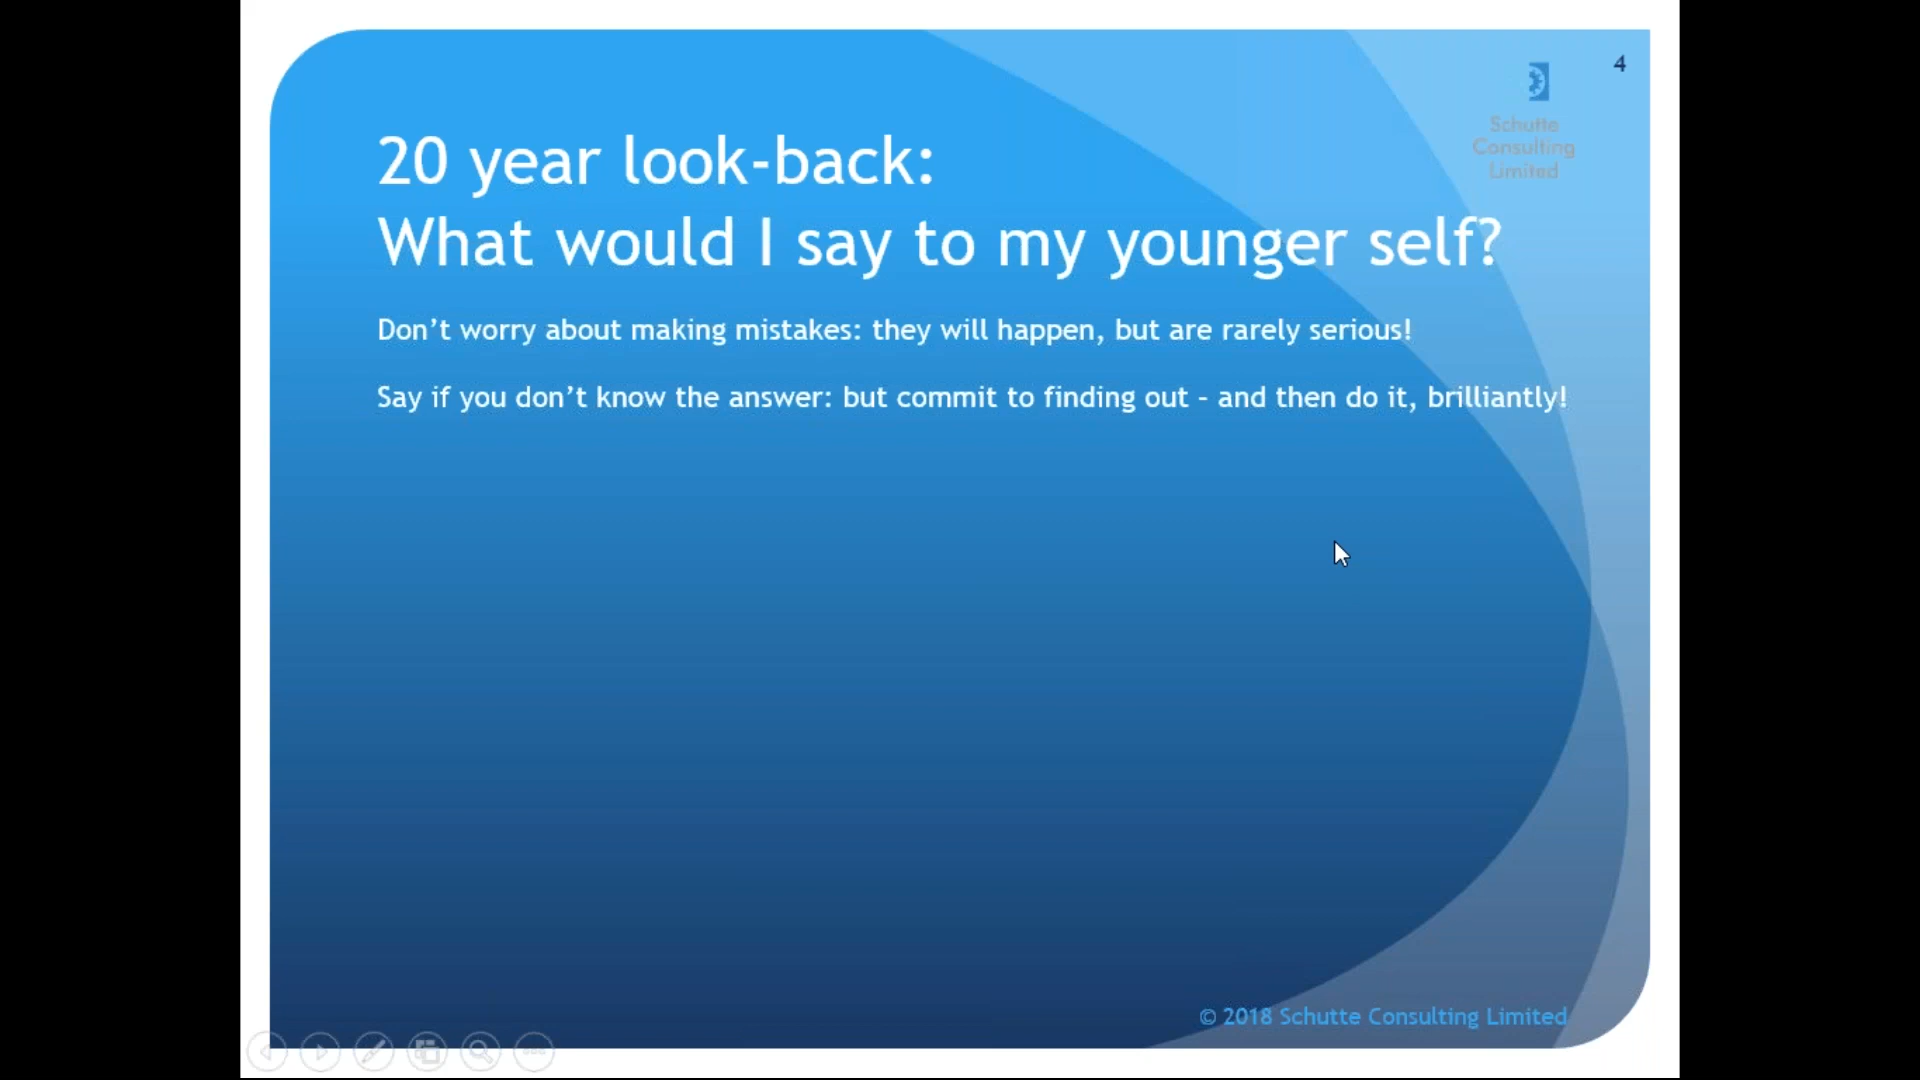 4
Schutte
Consulting
Limited
20 year look-back:
What would I say to my younger self?
Don’t worry about making mistakes: they will happen, but are rarely serious!
Say if you don’t know the answer: but commit to finding out – and then do it, brilliantly!
© 2018 Schutte Consulting Limited